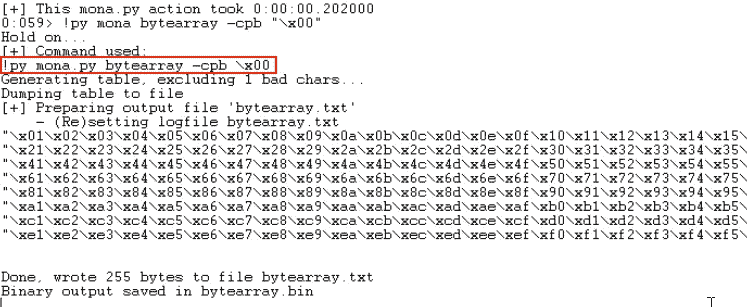 [+] This mona.py action took 0:00:00.202000
0:059> !py mona bytearray -cpb "\x00"
Hold on...
[+] Command used:
!py mona.py bytearray -cpb \x00
Generating table, excluding 1 bad chars...
Dumping table to file
[+] Preparing output file 'bytearray.txt'
- (Re)setting logfile bytearray.txt
"\x01\x02\x03\x04\x05\x06\x07\x08\x09\x0a\x0b\x0c\x0d\x0e\x0f\x10\x11\x12\x13\x14\x15\
"\x21\x22\x23\x24\x25\x26\x27\x28\x29\x2a\x2b\x2c\x2d\x2e\x2f\x30\x31\x32\x33\x34\x35\
"\x41\x42\x43\x44\x45\x46\x47\x48\x49\x4a\x4b\x4c\x4d\x4e\x4f\x50\x51\x52\x53\x54\x55\
"\x61\x62\x63\x64\x65\x66\x67\x68\x69\x6a\x6b\x6c\x6d\x6e\x6f\x70\x71\x72\x73\x74\x75\
"\x81\x82\x83\x84\x85\x86\x87\x88\x89\x8a\x8b\x8c\x8d\x8e\x8f\x90\x91\x92\x93\x94\x95\
"\xa1\xa2\xa3\xa4\xa5\xa6\xa7\xa8\xa9\xaa\xab\xac\xad\xae\xaf\xb0\xb1\xb2\xb3\xb4\xb5\
"\xc1\xc2\xc3\xc4\xc5\xc6\xc7\xc8\xc9\xca\xcb\xcc\xcd\xce\xcf\xd0\xd1\xd2\xd3\xd4\xd5\
"\xe1\xe2\xe3\xe4\xe5\xe6\xe7\xe8\xe9\xea\xeb\xec\xed\xee\xef\xf0\xf1\xf2\xf3\xf4\xf5\
Done, wrote 255 bytes to file bytearray.txt
Binary output saved in bytearray.bin